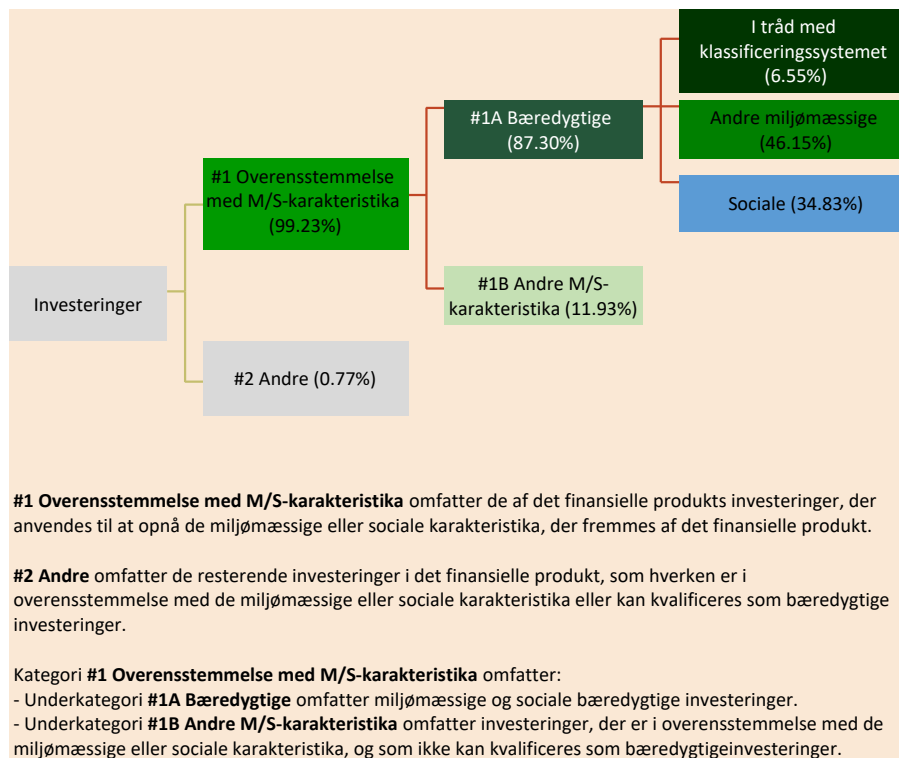 I tråd med
klassificeringssystemet
(6.55%)
#1A Bæredygtige
(87.30%)
Andre miljømæssige
(46.15%)
#1 Overensstemmelse
med M/S-karakteristika
(99.23%)
Sociale (34.83%)
Investeringer
#1B Andre M/S-
karakteristika (11.93%)
#2 Andre (0.77%)
#1 Overensstemmelse med M/S-karakteristika omfatter de af det finansielle produkts investeringer, der
anvendes til at opnå de miljømæssige eller sociale karakteristika, der fremmes af det finansielle produkt.
#2 Andre omfatter de resterende investeringer i det finansielle produkt, som hverken er i
overensstemmelse med de miljømæssige eller sociale karakteristika eller kan kvalificeres som bæredygtige
investeringer.
Kategori #1 Overensstemmelse med M/S-karakteristika omfatter:
- Underkategori #1A Bæredygtige omfatter miljømæssige og sociale bæredygtige investeringer.
- Underkategori #1B Andre M/S-karakteristika omfatter investeringer, der er i overensstemmelse med de
miljømæssige eller sociale karakteristika, og som ikke kan kvalificeres som bæredygtigeinvesteringer.